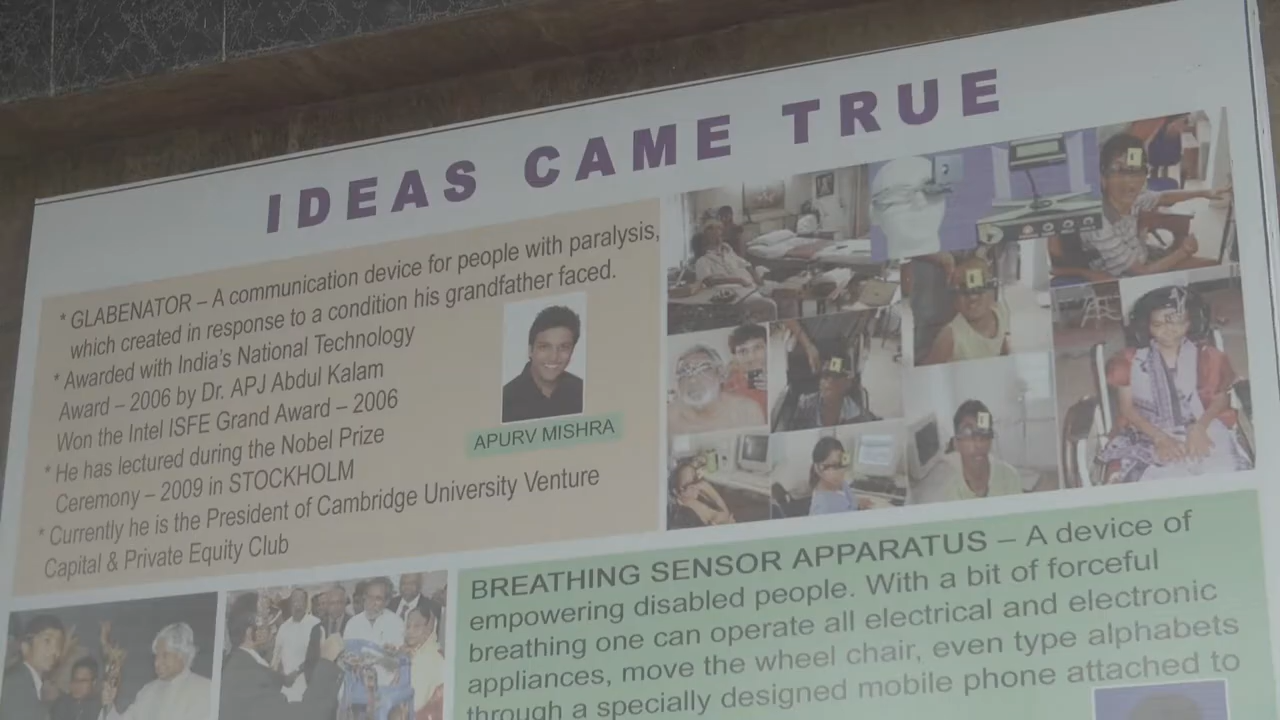 IDEAS CAME TRUE
* GLABENATOR – A communication device for people with paralysis,
which created in response to a condition his grandfather faced.
* Awarded with India's National Technology
Award – 2006 by Dr. APJ Abdul Kalam
Won the Intel ISFE Grand Award – 2006
* He has lectured during the Nobel Prize
Ceremony – 2009 in STOCKHOLM
* Currently he is the President of Cambridge University Venture
Capital & Private Equity Club
APURV MISHRA
BREATHING SENSOR APPARATUS – A device of
empowering disabled people. With a bit of forceful
breathing one can operate all electrical and electronic
appliances, move the wheel chair, even type alphabets
through a specially designed mobile phone attached to